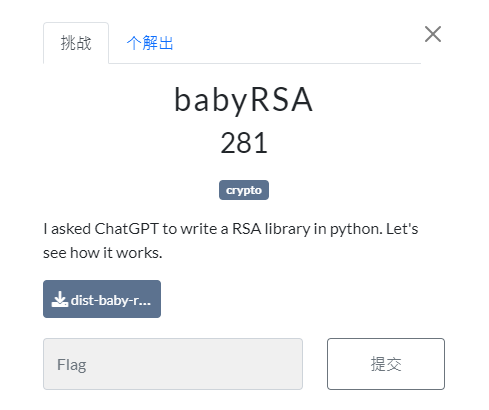 挑战 个解出
babyRSA
281
crypto
I asked ChatGPT to write a RSA library in python. Let's
see how it works.
dist-baby-r...
Flag 提交